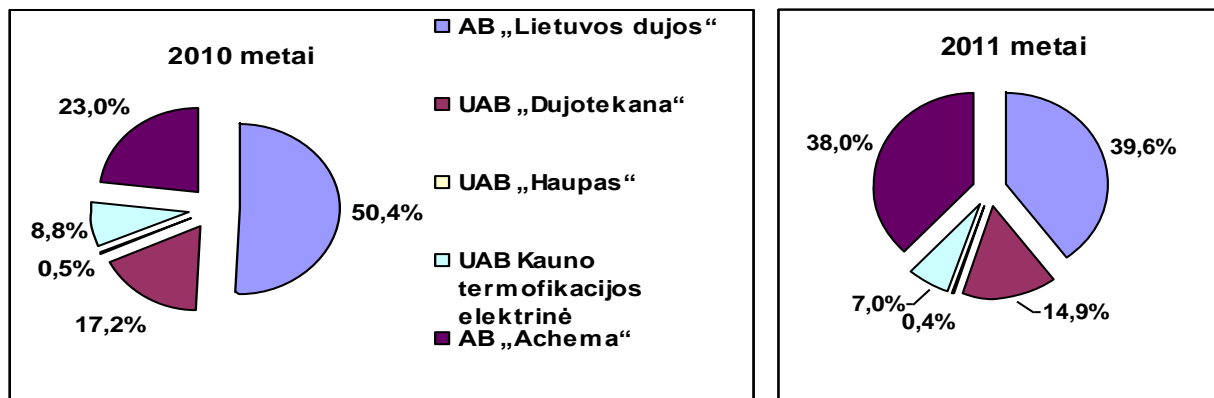 2010 metai
23,0%
8,8%
0,5%
17,2%
50,4%
AB „Lietuvos dujos“
UAB „Dujotekana“
UAB „Haupas“
UAB Kauno
termofikacijos
elektrinė
AB „Achema“
2011 metai
38,0%
39,6%
7,0%
0,4%
14,9%